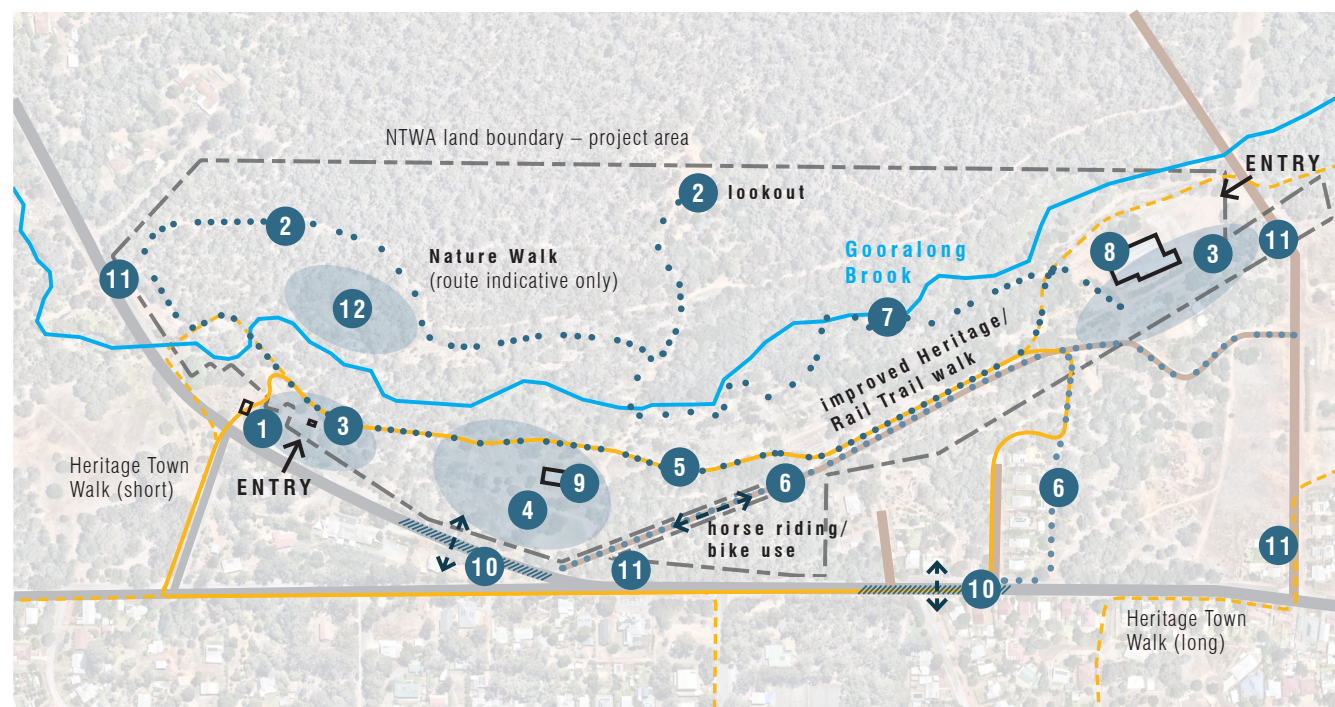 NTWA land boundary – project area
ENTRY
2
lookout
2
Nature Walk
(route indicative only)
Gooralong
Brook
8
3
11
11
12
7
improved Heritage/
Rail Trail walk
1
3
Heritage Town
Walk (short)
ENTRY
5
9
6
6
4
horse riding/
bike use
10
11
11
10
Heritage Town
Walk (long)